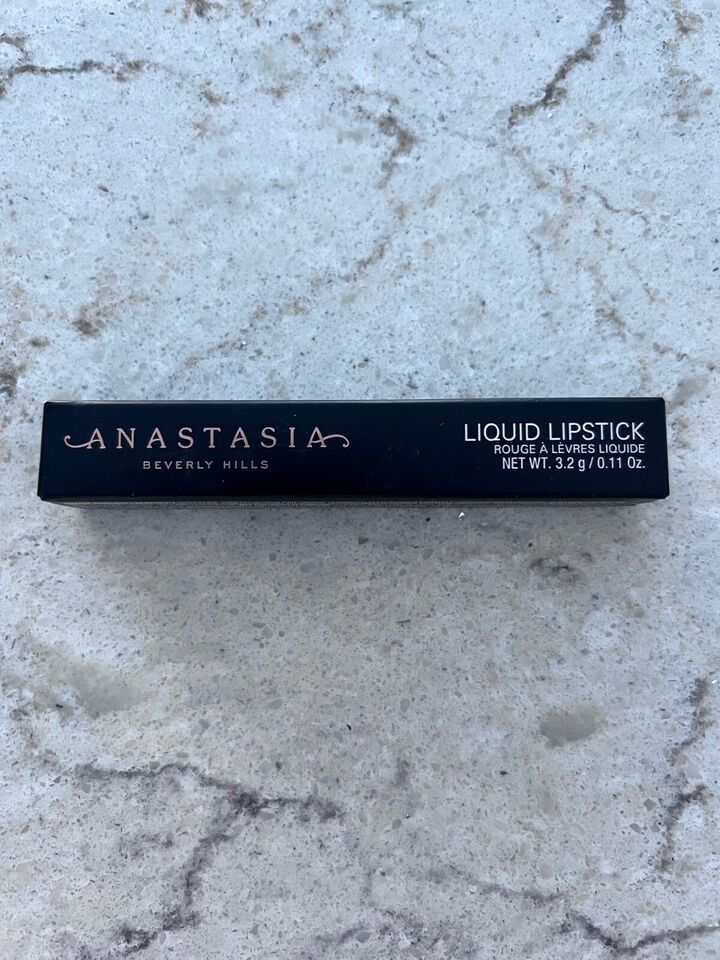 ANASTASIA
BEVERLY HILLS
LIQUID LIPSTICK
ROUGE À LÈVRES LIQUIDE
NET WT. 3.2 g / 0.11 Oz.